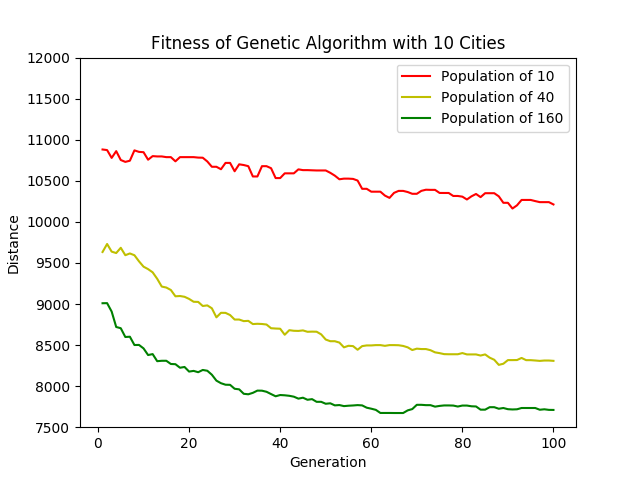 Fitness of Genetic Algorithm with 10 Cities
12000
11500
11000
10500
10000
9500
9000
8500
8000
7500
Distance
Population of 10
Population of 40
Population of 160
0 20 40 60 80 100
Generation